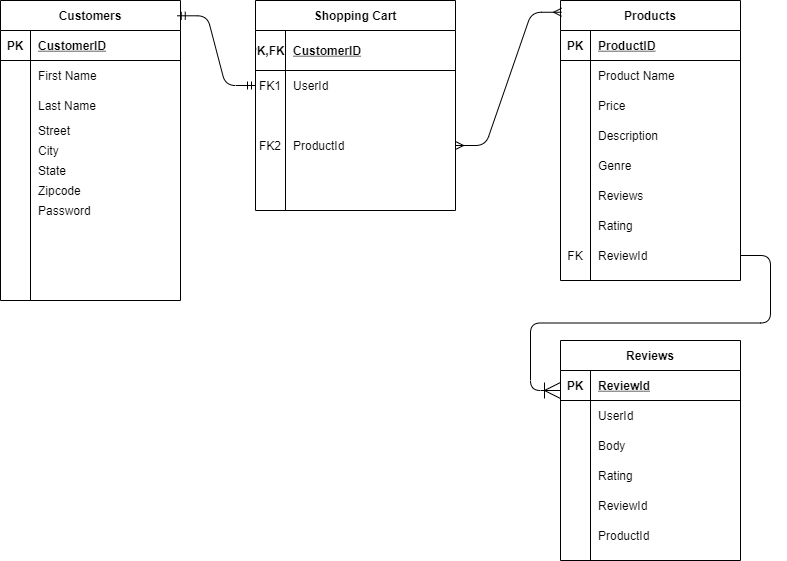 Customers
PK CustomerID
First Name
Last Name
Street
City
State
Zipcode
Password
Shopping Cart
K,FK CustomerID
FK1 UserId
FK2 ProductId
Products
PK ProductID
Product Name
Price
Description
Genre
Reviews
Rating
FK ReviewId
Reviews
PK ReviewId
UserId
Body
Rating
ReviewId
ProductId